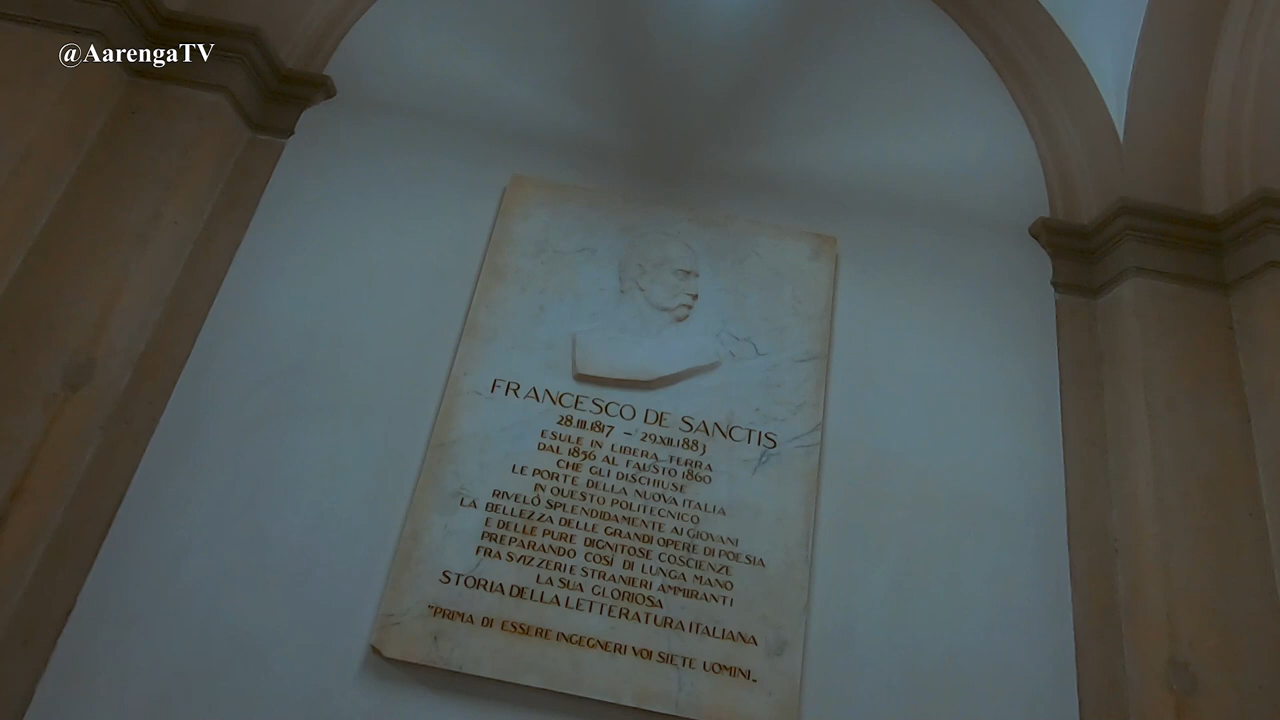 @AarengaTV
FRANCESCO DE SANCTIS
28.III.1817 – 29.XII.1883
ESULE IN LIBERA TERRA
DAL 1856 AL FAUSTO 1860
CHE GLI DISCHIUSE
LE PORTE DELLA NUOVA ITALIA
IN QUESTO POLITECNICO
RIVELÒ SPLENDIDAMENTE AI GIOVANI
LA BELLEZZA DELLE GRANDI OPERE DI POESIA
E DELLE PURE DIGNITOSE COSCIENZE
PREPARANDO COSÌ DI LUNGA MANO
FRA SVIZZERI E STRANIERI AMMIRANTI
LA SUA GLORIOSA
STORIA DELLA LETTERATURA ITALIANA
"PRIMA DI ESSERE INGEGNERI VOI SIETE UOMINI"